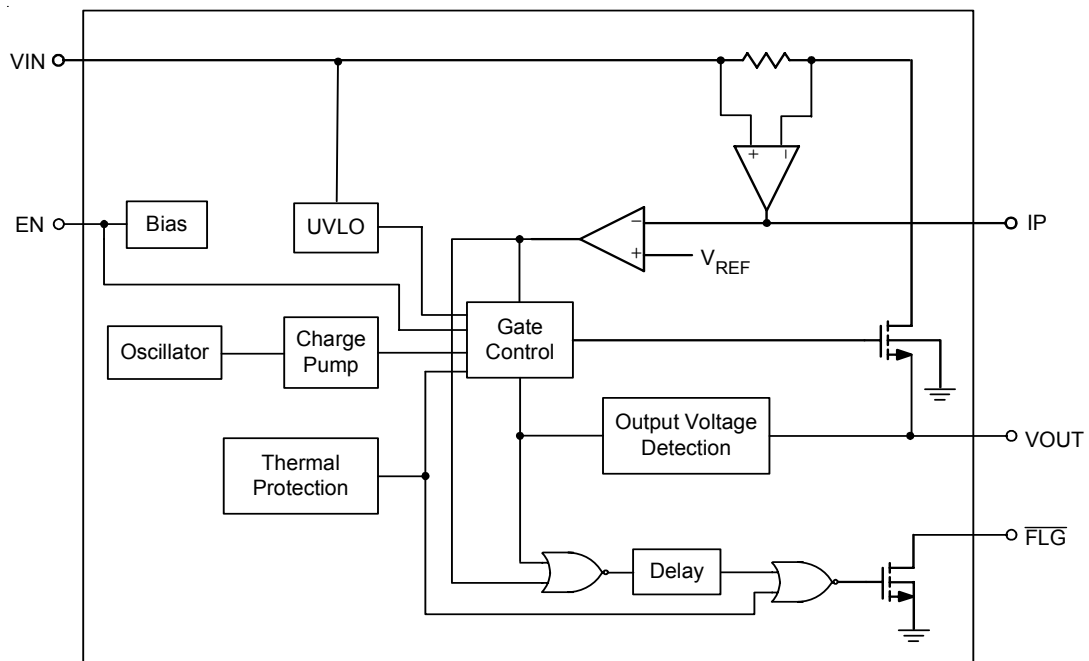 VIN
+ −
EN
Bias
UVLO
−
+
IP
VREF
Oscillator
Charge
Pump
Gate
Control
Output Voltage
Detection
VOUT
Thermal
Protection
FLG
Delay